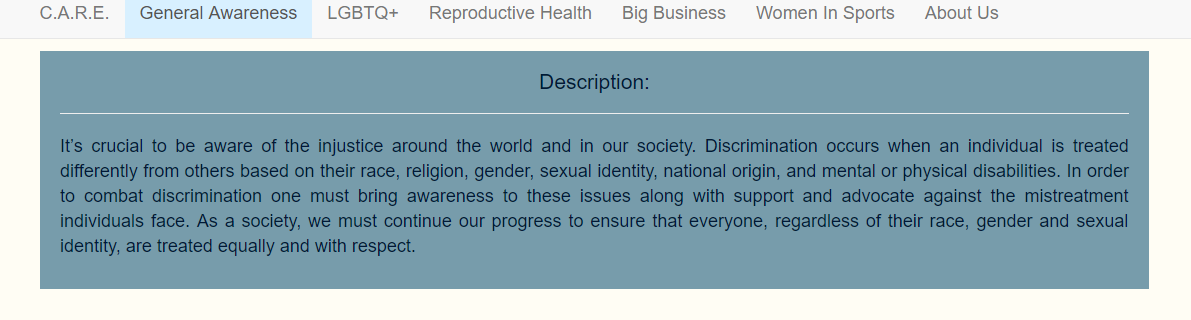 C.A.R.E. General Awareness LGBTQ+ Reproductive Health Big Business Women In Sports About Us
Description:
It's crucial to be aware of the injustice around the world and in our society. Discrimination occurs when an individual is treated
differently from others based on their race, religion, gender, sexual identity, national origin, and mental or physical disabilities. In order
to combat discrimination one must bring awareness to these issues along with support and advocate against the mistreatment
individuals face. As a society, we must continue our progress to ensure that everyone, regardless of their race, gender and sexual
identity, are treated equally and with respect.